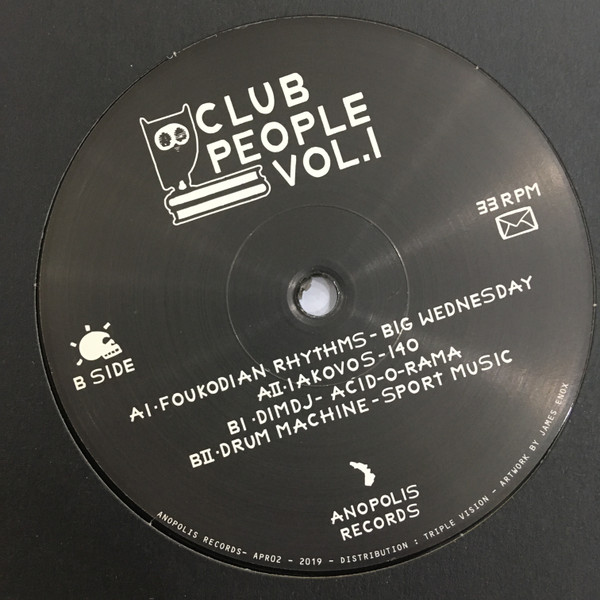 CLUB
PEOPLE
VOL.I
33 RPM
B SIDE
AI·FOUKODIAN RHYTHMS-BIG WEDNESDAY
AII·IAKOVOS-140
BI·DIMDJ- ACID-O-RAMA
BII·DRUM MACHINE-SPORT MUSIC
ANOPOLIS
RECORDS
ANOPOLIS RECORDS- APR02 - 2019 - DISTRIBUTION : TRIPLE VISION - ARTWORK BY JAMES ENOX